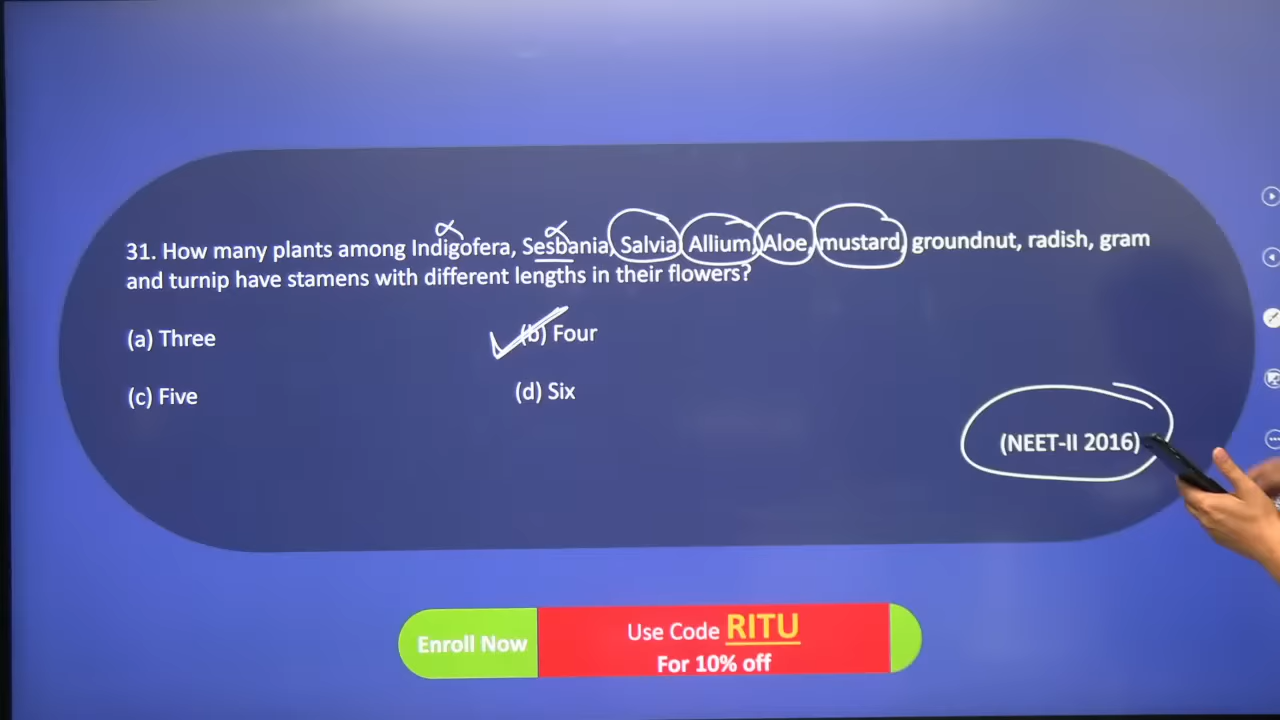 31. How many plants among Indigofera, Sesbania, Salvia, Allium, Aloe, mustard, groundnut, radish, gram
and turnip have stamens with different lengths in their flowers?
(a) Three
(b) Four
(c) Five
(d) Six
(NEET-II 2016)
Enroll Now
Use Code RITU
For 10% off